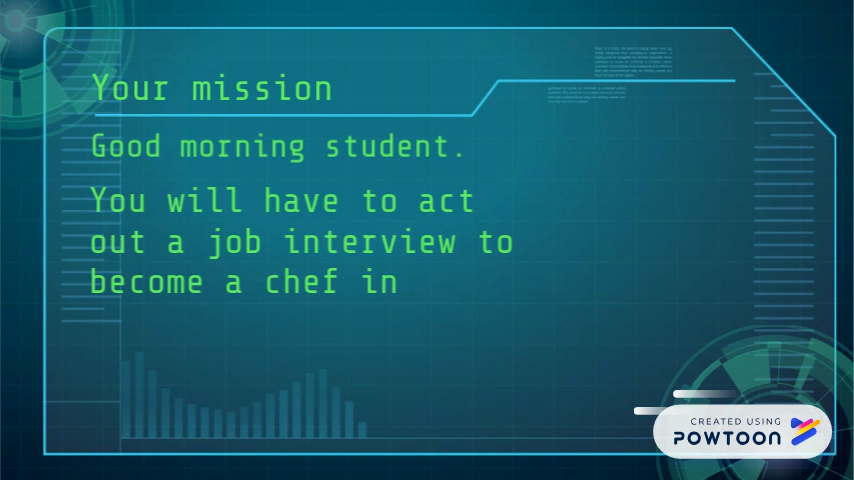 Your mission
Good morning student.
You will have to act
out a job interview to
become a chef in
CREATED USING
POWTOON